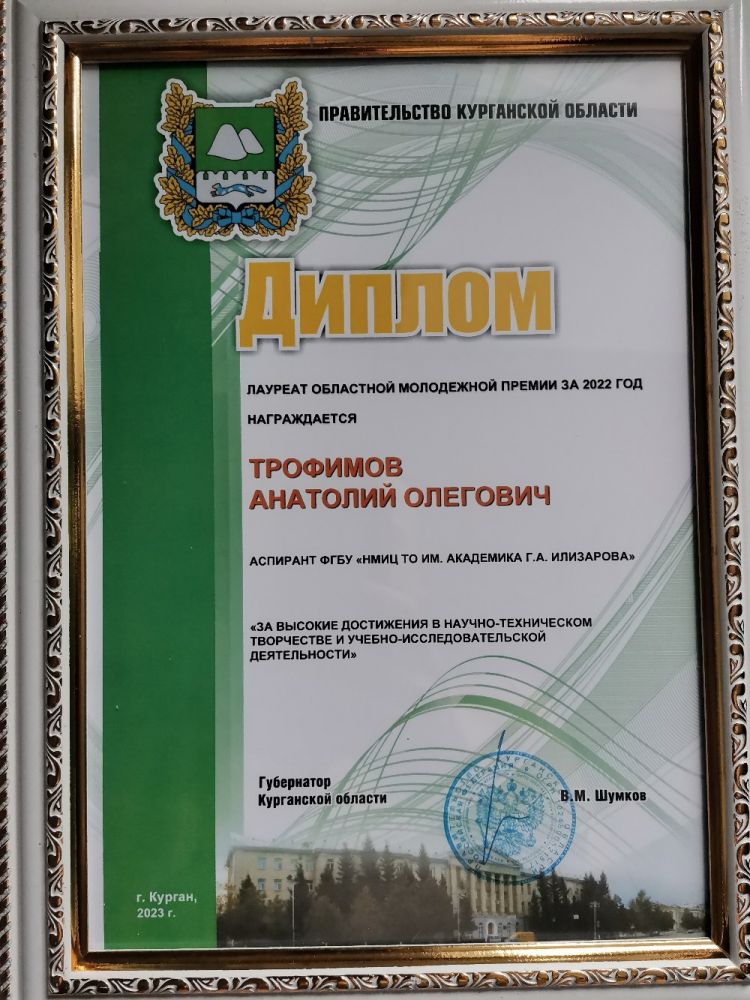 ПРАВИТЕЛЬСТВО КУРГАНСКОЙ ОБЛАСТИ
Диплом
ЛАУРЕАТ ОБЛАСТНОЙ МОЛОДЕЖНОЙ ПРЕМИИ ЗА 2022 ГОД
НАГРАЖДАЕТСЯ
ТРОФИМОВ
АНАТОЛИЙ ОЛЕГОВИЧ
АСПИРАНТ ФГБУ «НМИЦ ТО ИМ. АКАДЕМИКА Г.А. ИЛИЗАРОВА»
«ЗА ВЫСОКИЕ ДОСТИЖЕНИЯ В НАУЧНО-ТЕХНИЧЕСКОМ
ТВОРЧЕСТВЕ И УЧЕБНО-ИССЛЕДОВАТЕЛЬСКОЙ
ДЕЯТЕЛЬНОСТИ»
Губернатор
Курганской области
В.М. Шумков
г. Курган,
2023 г.